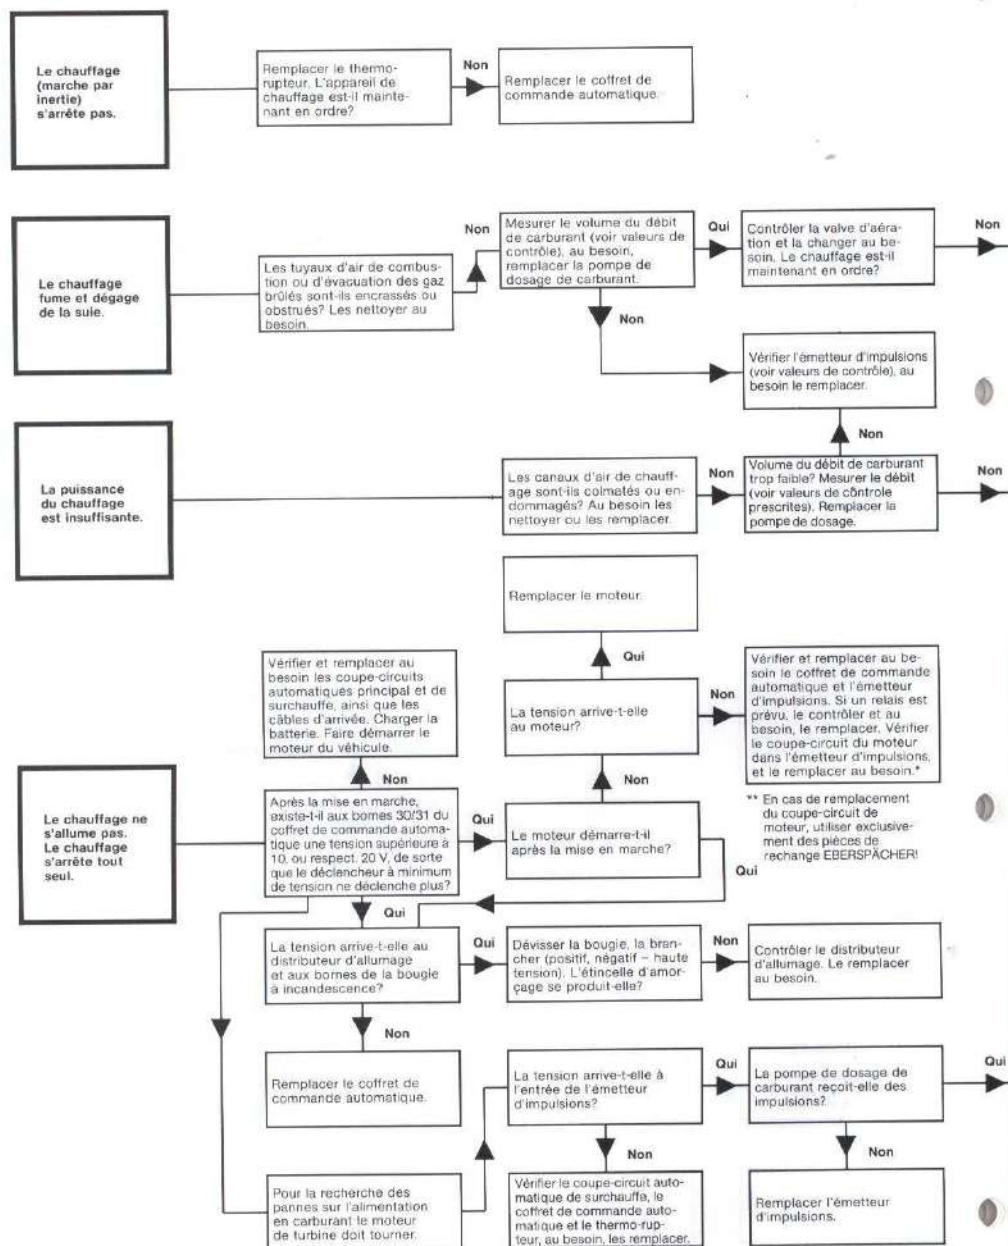 Le chauffage
(marche par
inertie)
s'arrête pas.
Remplacer le thermo-
rupteur. L'appareil de
chauffage est-il mainte-
nant en ordre?
Non
Remplacer le coffret de
commande automatique.
Le chauffage
fume et dégage
de la suie.
Les tuyaux d'air de combus-
tion ou d'évacuation des gaz
brûlés sont-ils encrassés ou
obstrués? Les nettoyer au
besoin.
Non
Mesurer le volume du débit
de carburant (voir valeurs de
contrôle), au besoin,
remplacer la pompe de
dosage de carburant.
Qui
Contrôler la valve d'aéra-
tion et la changer au be-
soin. Le chauffage est-il
maintenant en ordre?
Non
Non
Vérifier l'émetteur d'impulsions
(voir valeurs de contrôle), au
besoin le remplacer.
Non
La puissance
du chauffage
est insuffisante.
Les canaux d'air de chauff-
age sont-ils colmatés ou en-
dommagés? Au besoin les
nettoyer ou les remplacer.
Non
Volume du débit de carburant
trop faible? Mesurer le débit
(voir valeurs de côntrole
prescrites). Remplacer la
pompe de dosage.
Non
Remplacer le moteur.
Qui
Vérifier et remplacer au
besoin les coupe-circuits
automatiques principal et de
surchauffe, ainsi que les
câbles d'arrivée. Charger la
batterie. Faire démarrer le
moteur du véhicule.
La tension arrive-t-elle
au moteur?
Non
Vérifier et remplacer au be-
soin le coffret de commande
automatique et l'émetteur
d'impulsions. Si un relais est
prévu, le contrôler et au
besoin, le remplacer. Vérifier
le coupe-circuit du moteur
dans l'émetteur d'impulsions,
et le remplacer au besoin.*
Non
Non
** En cas de remplacement
du coupe-circuit de
moteur, utiliser exclusive-
ment des pièces de
rechange EBERSPÄCHER!
Le chauffage ne
s'allume pas.
Le chauffage
s'arrête tout
seul.
Après la mise en marche,
existe-t-il aux bornes 30/31 du
coffret de commande automa-
tique une tension supérieure à
10, ou respect. 20 V, de sorte
que le déclencheur à minimum
de tension ne déclenche plus?
Qui
Le moteur démarre-t-il
après la mise en marche?
Qui
Qui
La tension arrive-t-elle au
distributeur d'allumage
et aux bornes de la bougie
à incandescence?
Qui
Dévisser la bougie, la bran-
cher (positif, négatif – haute
tension). L'étincelle d'amor-
çage se produit-elle?
Non
Contrôler le distributeur
d'allumage. Le remplacer
au besoin.
Non
Remplacer le coffret de
commande automatique.
La tension arrive-t-elle à
l'entrée de l'émetteur
d'impulsions?
Qui
La pompe de dosage de
carburant reçoit-elle des
impulsions?
Qui
Non
Non
Pour la recherche des
pannes sur l'alimentation
en carburant le moteur
de turbine doit tourner.
Vérifier le coupe-circuit auto-
matique de surchauffe, le
coffret de commande auto-
matique et le thermo-rup-
teur, au besoin, les remplacer.
Remplacer l'émetteur
d'impulsions.